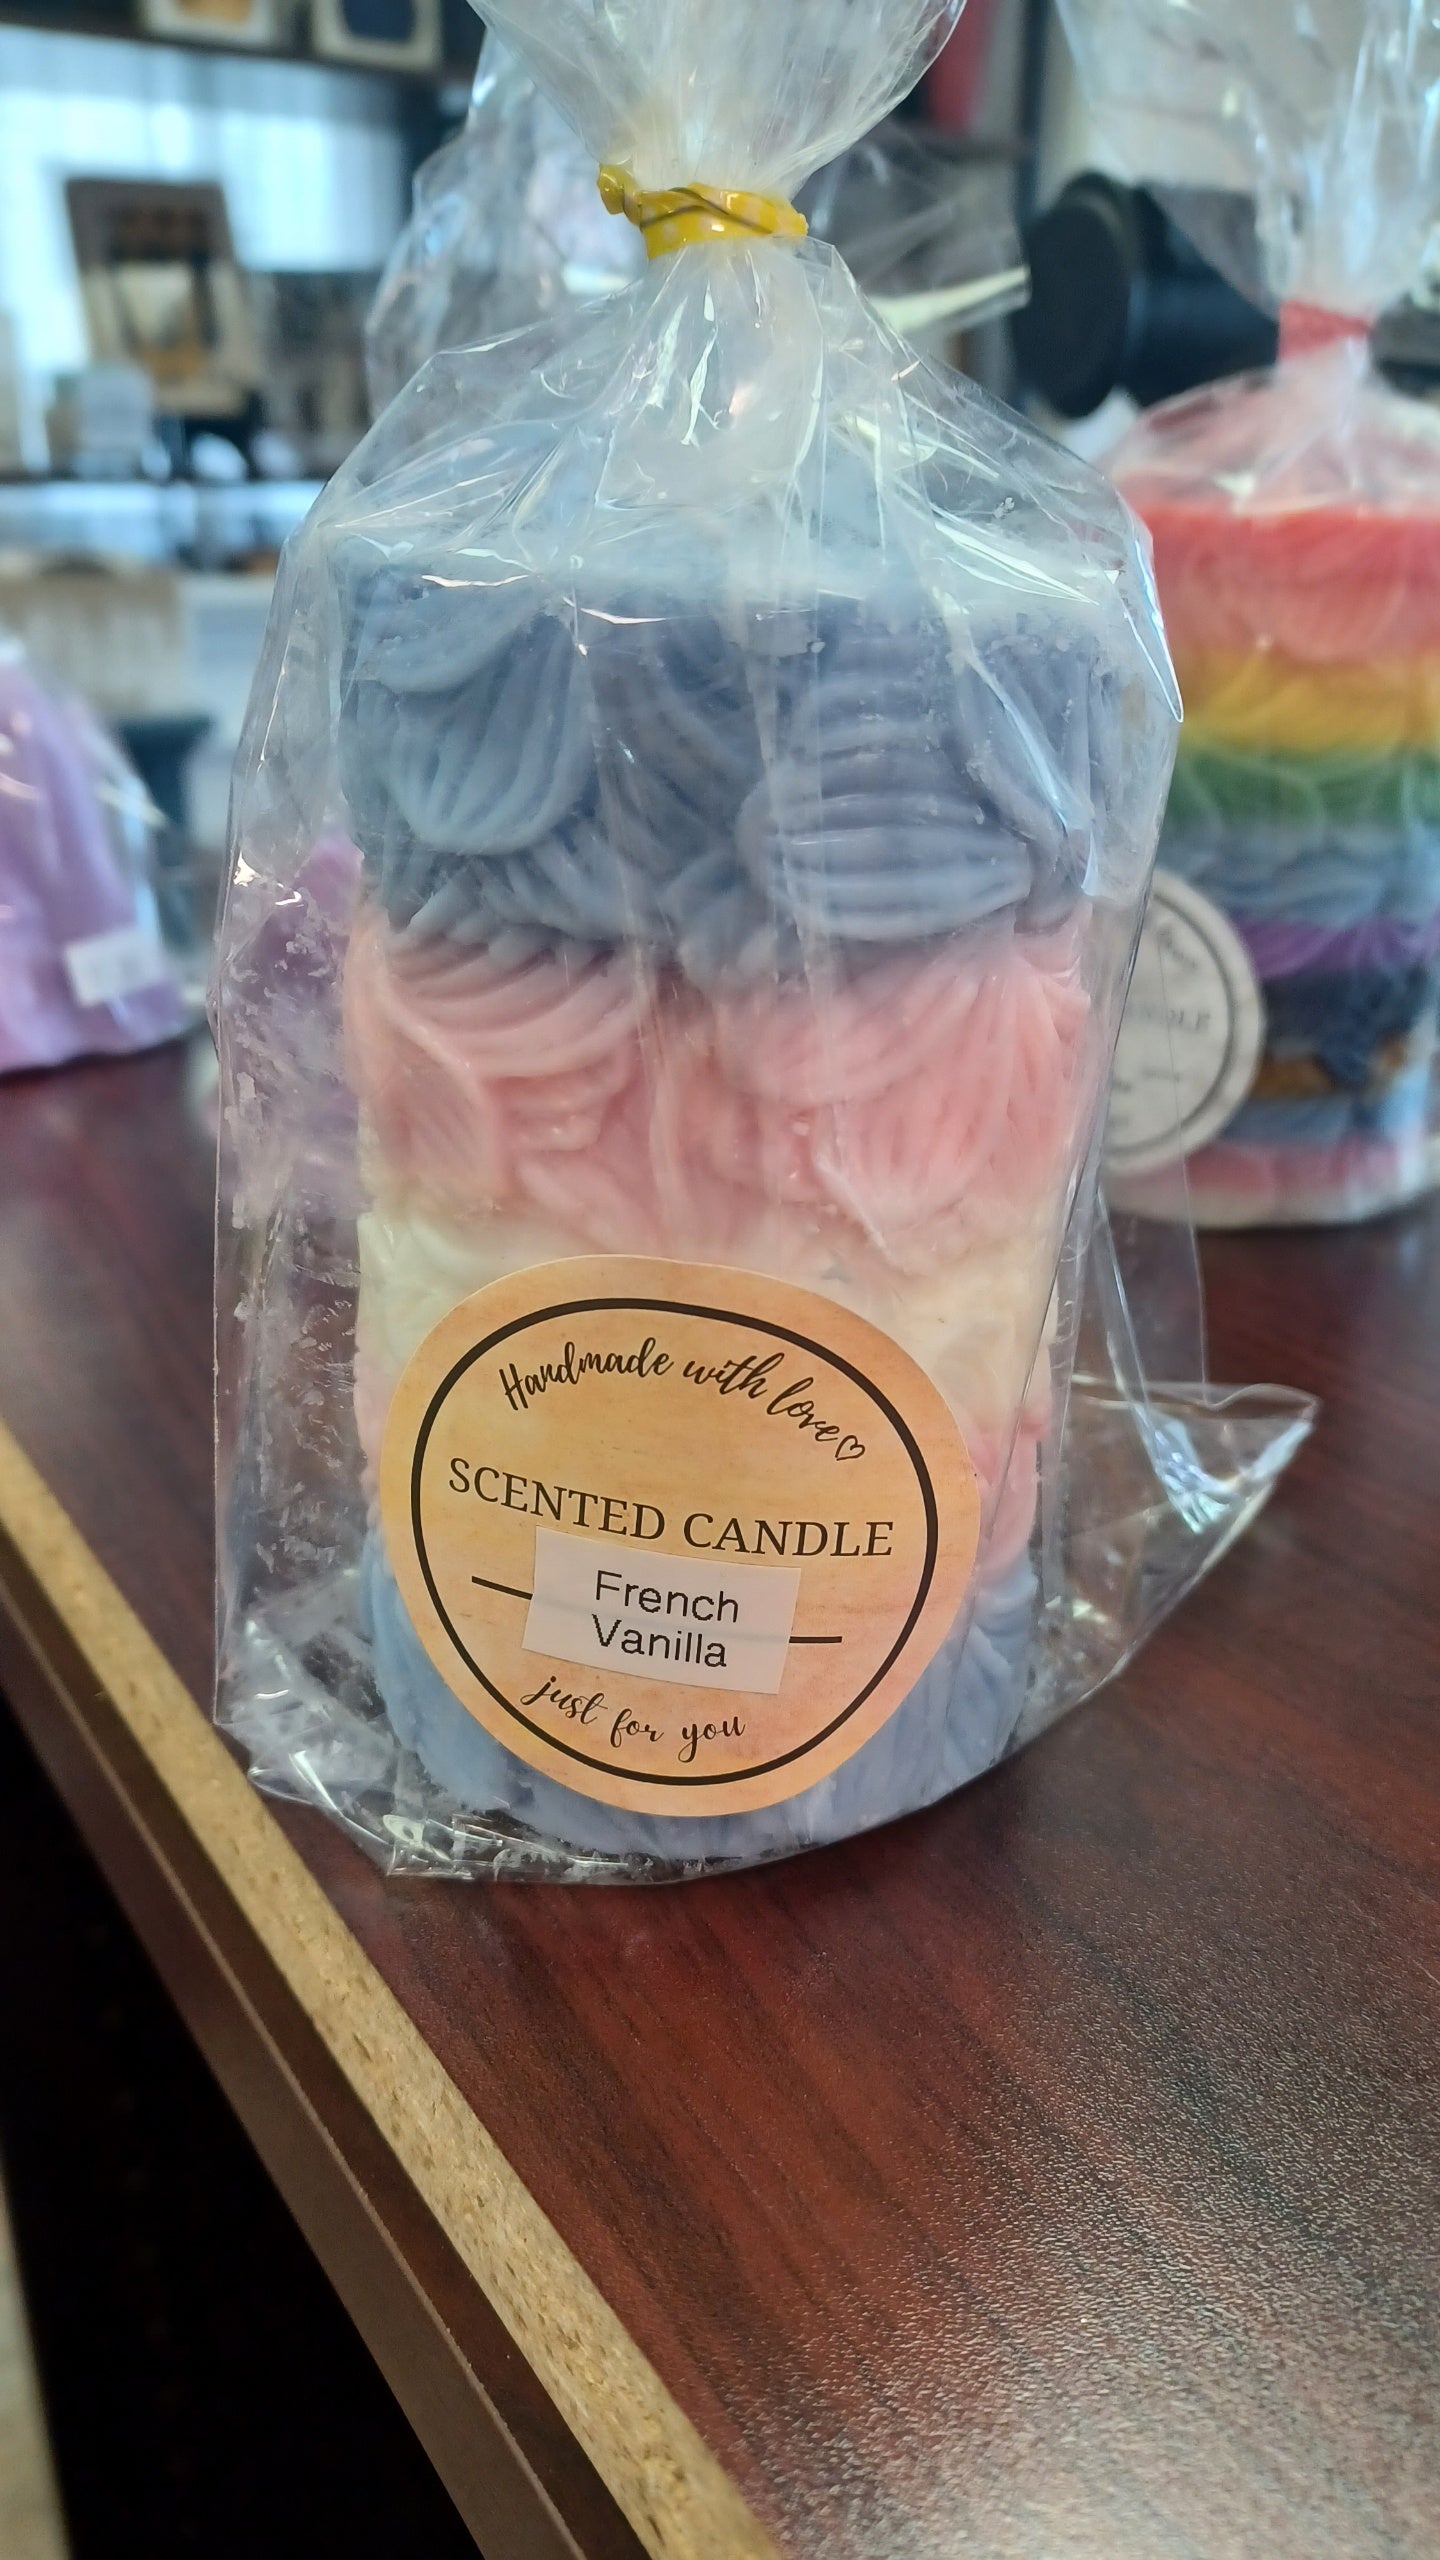 Handmade with love♡
SCENTED CANDLE
French
Vanilla
just for you